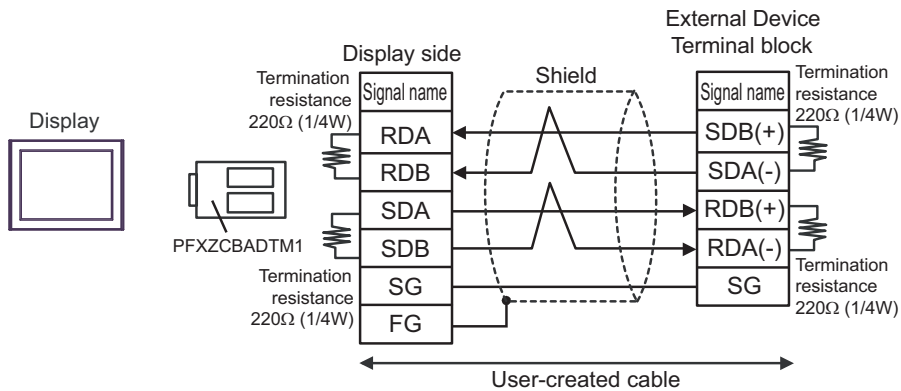 External Device
Terminal block
Display side
Shield
Termination
resistance
220Ω (1/4W)
Signal name
Signal name
Termination
resistance
220Ω (1/4W)
Display
RDA
SDB(+)
RDB
SDA(-)
SDA
RDB(+)
PFXZCBADTM1
SDB
RDA(-)
Termination
resistance
220Ω (1/4W)
SG
SG
Termination
resistance
220Ω (1/4W)
FG
User-created cable